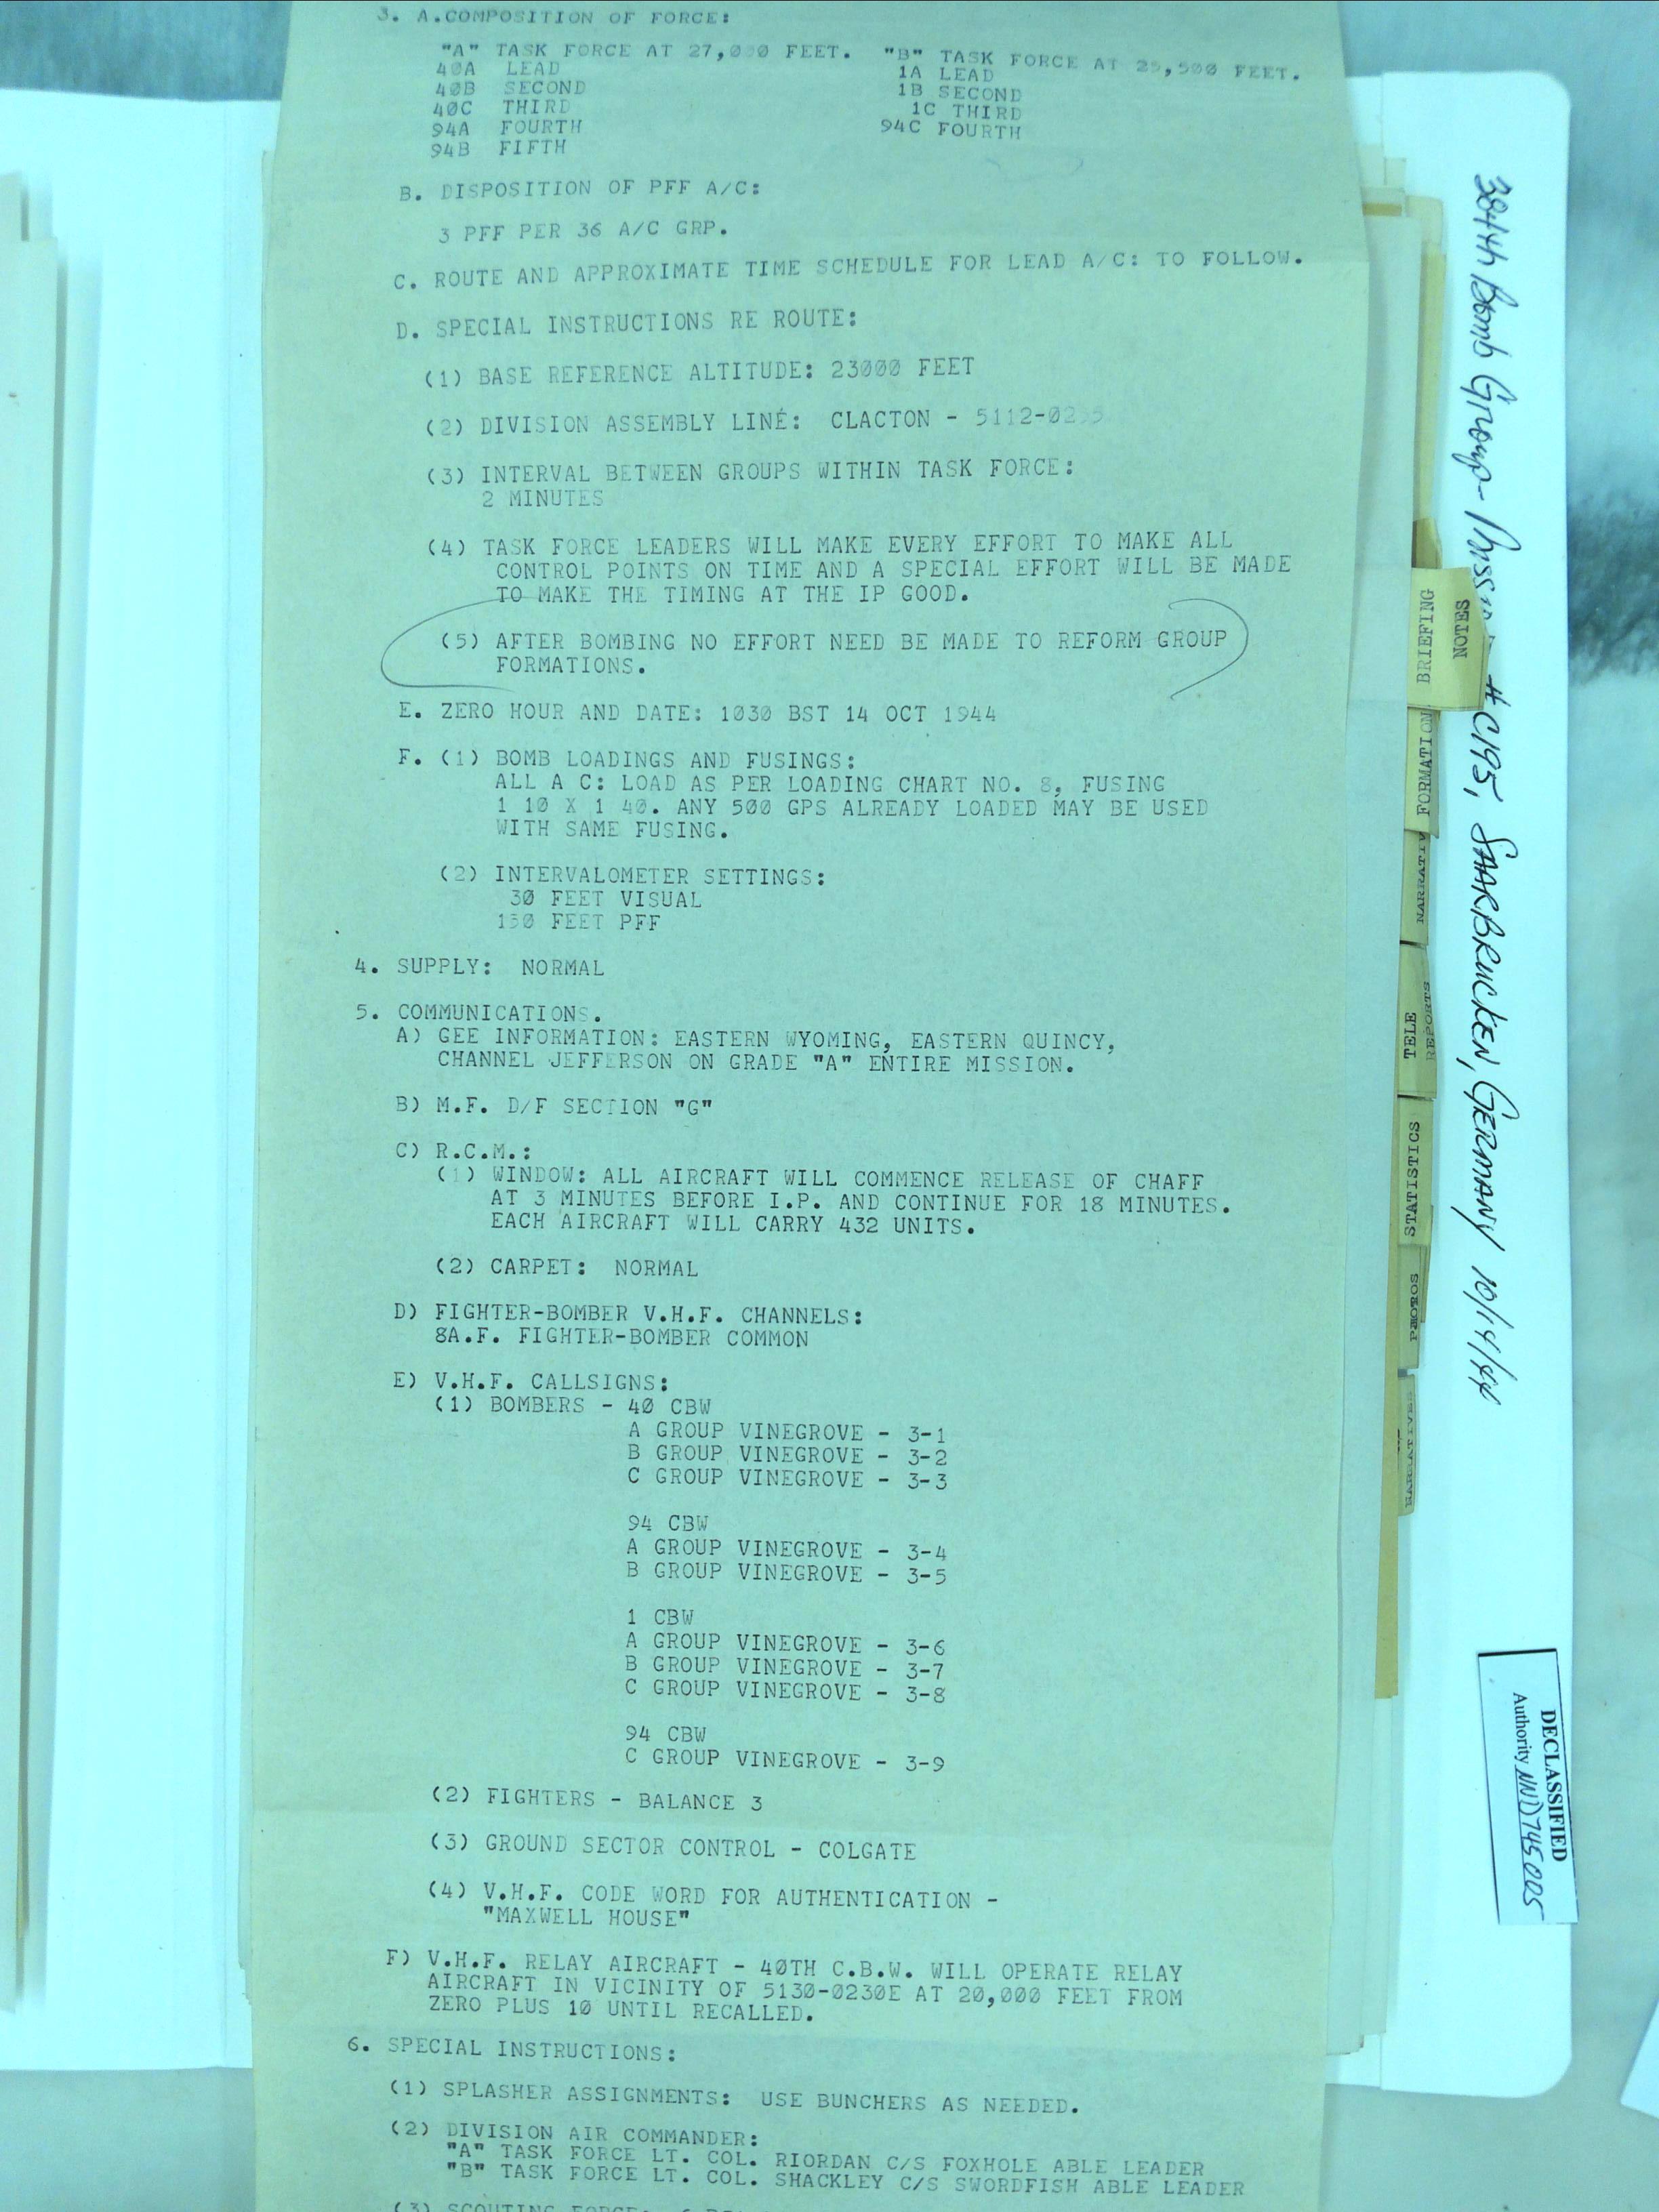 3. A.COMPOSITION OF FORCE:
"A" TASK FORCE AT 27,000 FEET. "B" TASK FORCE AT 25,500 FEET.
40A LEAD 1A LEAD
40B SECOND 1B SECOND
40C THIRD 1C THIRD
94A FOURTH 94C FOURTH
94B FIFTH
B. DISPOSITION OF PFF A/C:
3 PFF PER 36 A/C GRP.
C. ROUTE AND APPROXIMATE TIME SCHEDULE FOR LEAD A/C: TO FOLLOW.
D. SPECIAL INSTRUCTIONS RE ROUTE:
(1) BASE REFERENCE ALTITUDE: 23000 FEET
(2) DIVISION ASSEMBLY LINE: CLACTON - 5112-0255
(3) INTERVAL BETWEEN GROUPS WITHIN TASK FORCE:
2 MINUTES
(4) TASK FORCE LEADERS WILL MAKE EVERY EFFORT TO MAKE ALL
CONTROL POINTS ON TIME AND A SPECIAL EFFORT WILL BE MADE
TO MAKE THE TIMING AT THE IP GOOD.
(5) AFTER BOMBING NO EFFORT NEED BE MADE TO REFORM GROUP
FORMATIONS.
E. ZERO HOUR AND DATE: 1030 BST 14 OCT 1944
F. (1) BOMB LOADINGS AND FUSINGS:
ALL A C: LOAD AS PER LOADING CHART NO. 8, FUSING
1 10 X 1 40. ANY 500 GPS ALREADY LOADED MAY BE USED
WITH SAME FUSING.
(2) INTERVALOMETER SETTINGS:
30 FEET VISUAL
150 FEET PFF
4. SUPPLY: NORMAL
5. COMMUNICATIONS.
A) GEE INFORMATION: EASTERN WYOMING, EASTERN QUINCY,
CHANNEL JEFFERSON ON GRADE "A" ENTIRE MISSION.
B) M.F. D/F SECTION "G"
C) R.C.M.:
(1) WINDOW: ALL AIRCRAFT WILL COMMENCE RELEASE OF CHAFF
AT 3 MINUTES BEFORE I.P. AND CONTINUE FOR 18 MINUTES.
EACH AIRCRAFT WILL CARRY 432 UNITS.
(2) CARPET: NORMAL
D) FIGHTER-BOMBER V.H.F. CHANNELS:
8A.F. FIGHTER-BOMBER COMMON
E) V.H.F. CALLSIGNS:
(1) BOMBERS - 40 CBW
A GROUP VINEGROVE - 3-1
B GROUP VINEGROVE - 3-2
C GROUP VINEGROVE - 3-3
94 CBW
A GROUP VINEGROVE - 3-4
B GROUP VINEGROVE - 3-5
1 CBW
A GROUP VINEGROVE - 3-6
B GROUP VINEGROVE - 3-7
C GROUP VINEGROVE - 3-8
94 CBW
C GROUP VINEGROVE - 3-9
(2) FIGHTERS - BALANCE 3
(3) GROUND SECTOR CONTROL - COLGATE
(4) V.H.F. CODE WORD FOR AUTHENTICATION -
"MAXWELL HOUSE"
F) V.H.F. RELAY AIRCRAFT - 40TH C.B.W. WILL OPERATE RELAY
AIRCRAFT IN VICINITY OF 5130-0230E AT 20,000 FEET FROM
ZERO PLUS 10 UNTIL RECALLED.
6. SPECIAL INSTRUCTIONS:
(1) SPLASHER ASSIGNMENTS: USE BUNCHERS AS NEEDED.
(2) DIVISION AIR COMMANDER:
"A" TASK FORCE LT. COL. RIORDAN C/S FOXHOLE ABLE LEADER
"B" TASK FORCE LT. COL. SHACKLEY C/S SWORDFISH ABLE LEADER
(3) SCOUTING FORCE:
BRIEFING
NOTES
FORMATION
NARRATIV
TELE
REPORTS
STATISTICS
PHOTOS
NARRATIVES
384th Bomb Group - Mission #C195, SAARBRUCKEN, GERMANY 10/14/44
DECLASSIFIED
Authority NND745005